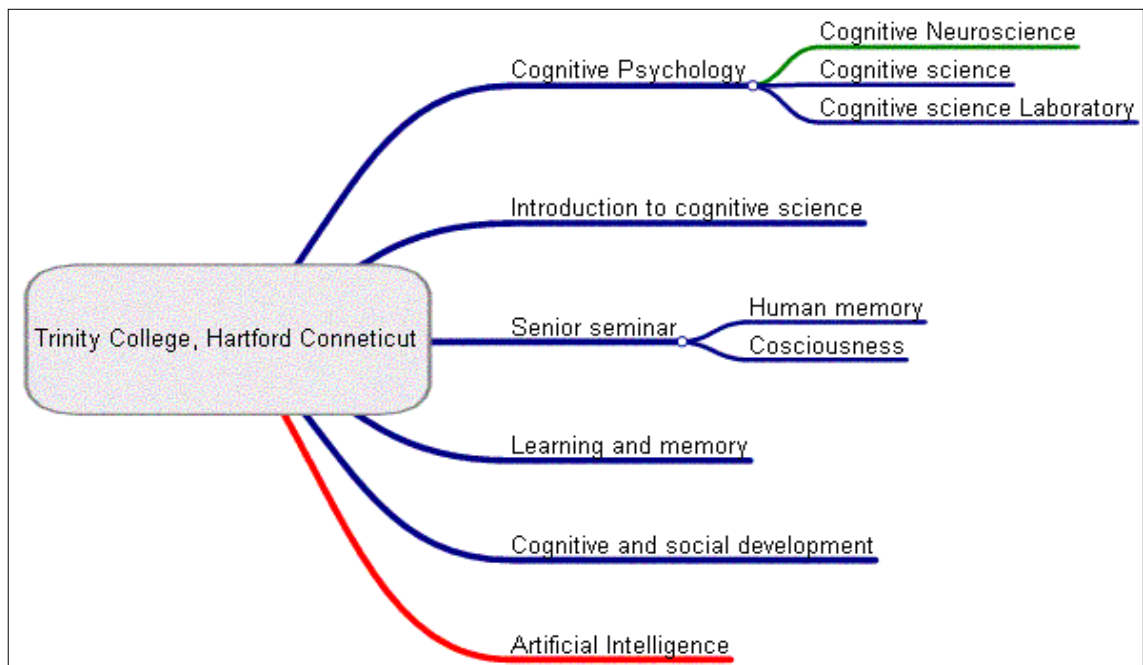 Cognitive Neuroscience
Cognitive Psychology
Cognitive science
Cognitive science Laboratory
Introduction to cognitive science
Trinity College, Hartford Conneticut
Senior seminar
Human memory
Cosciousness
Learning and memory
Cognitive and social development
Artificial Intelligence